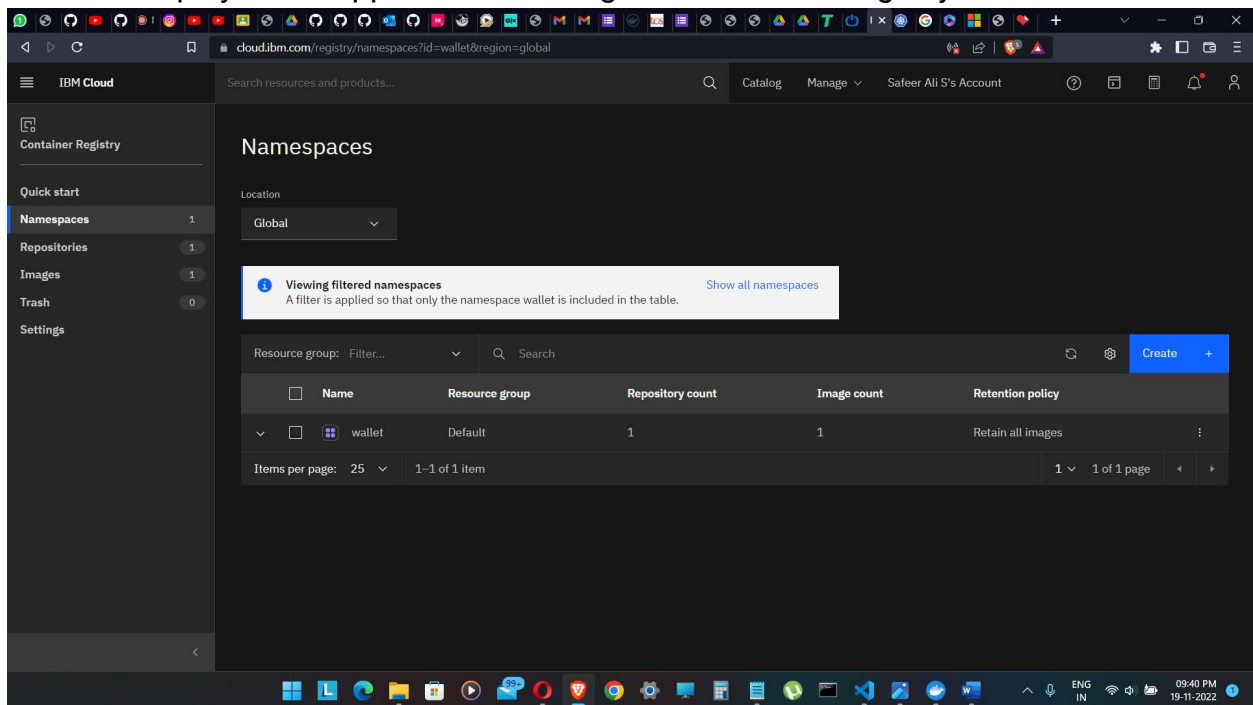 cloud.ibm.com/registry/namespaces?id=wallet&region=global
IBM Cloud
Search resources and products...
Catalog
Manage
Safeer Ali S's Account
Container Registry
Quick start
Namespaces 1
Repositories 1
Images 1
Trash 0
Settings
Namespaces
Location
Global
Viewing filtered namespaces
Show all namespaces
A filter is applied so that only the namespace wallet is included in the table.
Resource group: Filter...
Search
Create +
Name Resource group Repository count Image count Retention policy
wallet Default 1 1 Retain all images
Items per page: 25 1–1 of 1 item 1 1 of 1 page
99+
ENG
IN
09:40 PM
19-11-2022